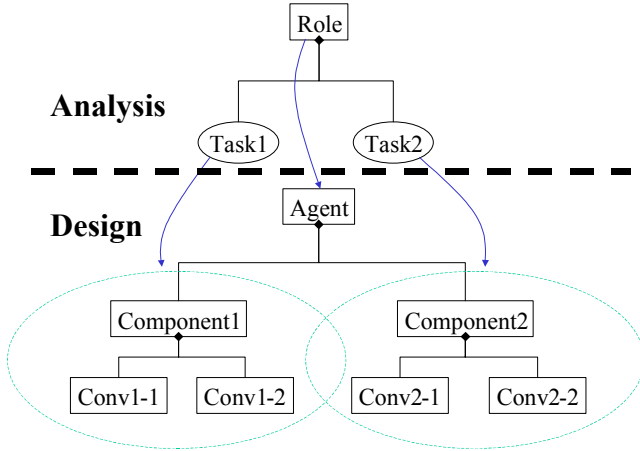 Role
Analysis
Task1 Task2
Agent
Design
Component1 Component2
Conv1-1 Conv1-2 Conv2-1 Conv2-2